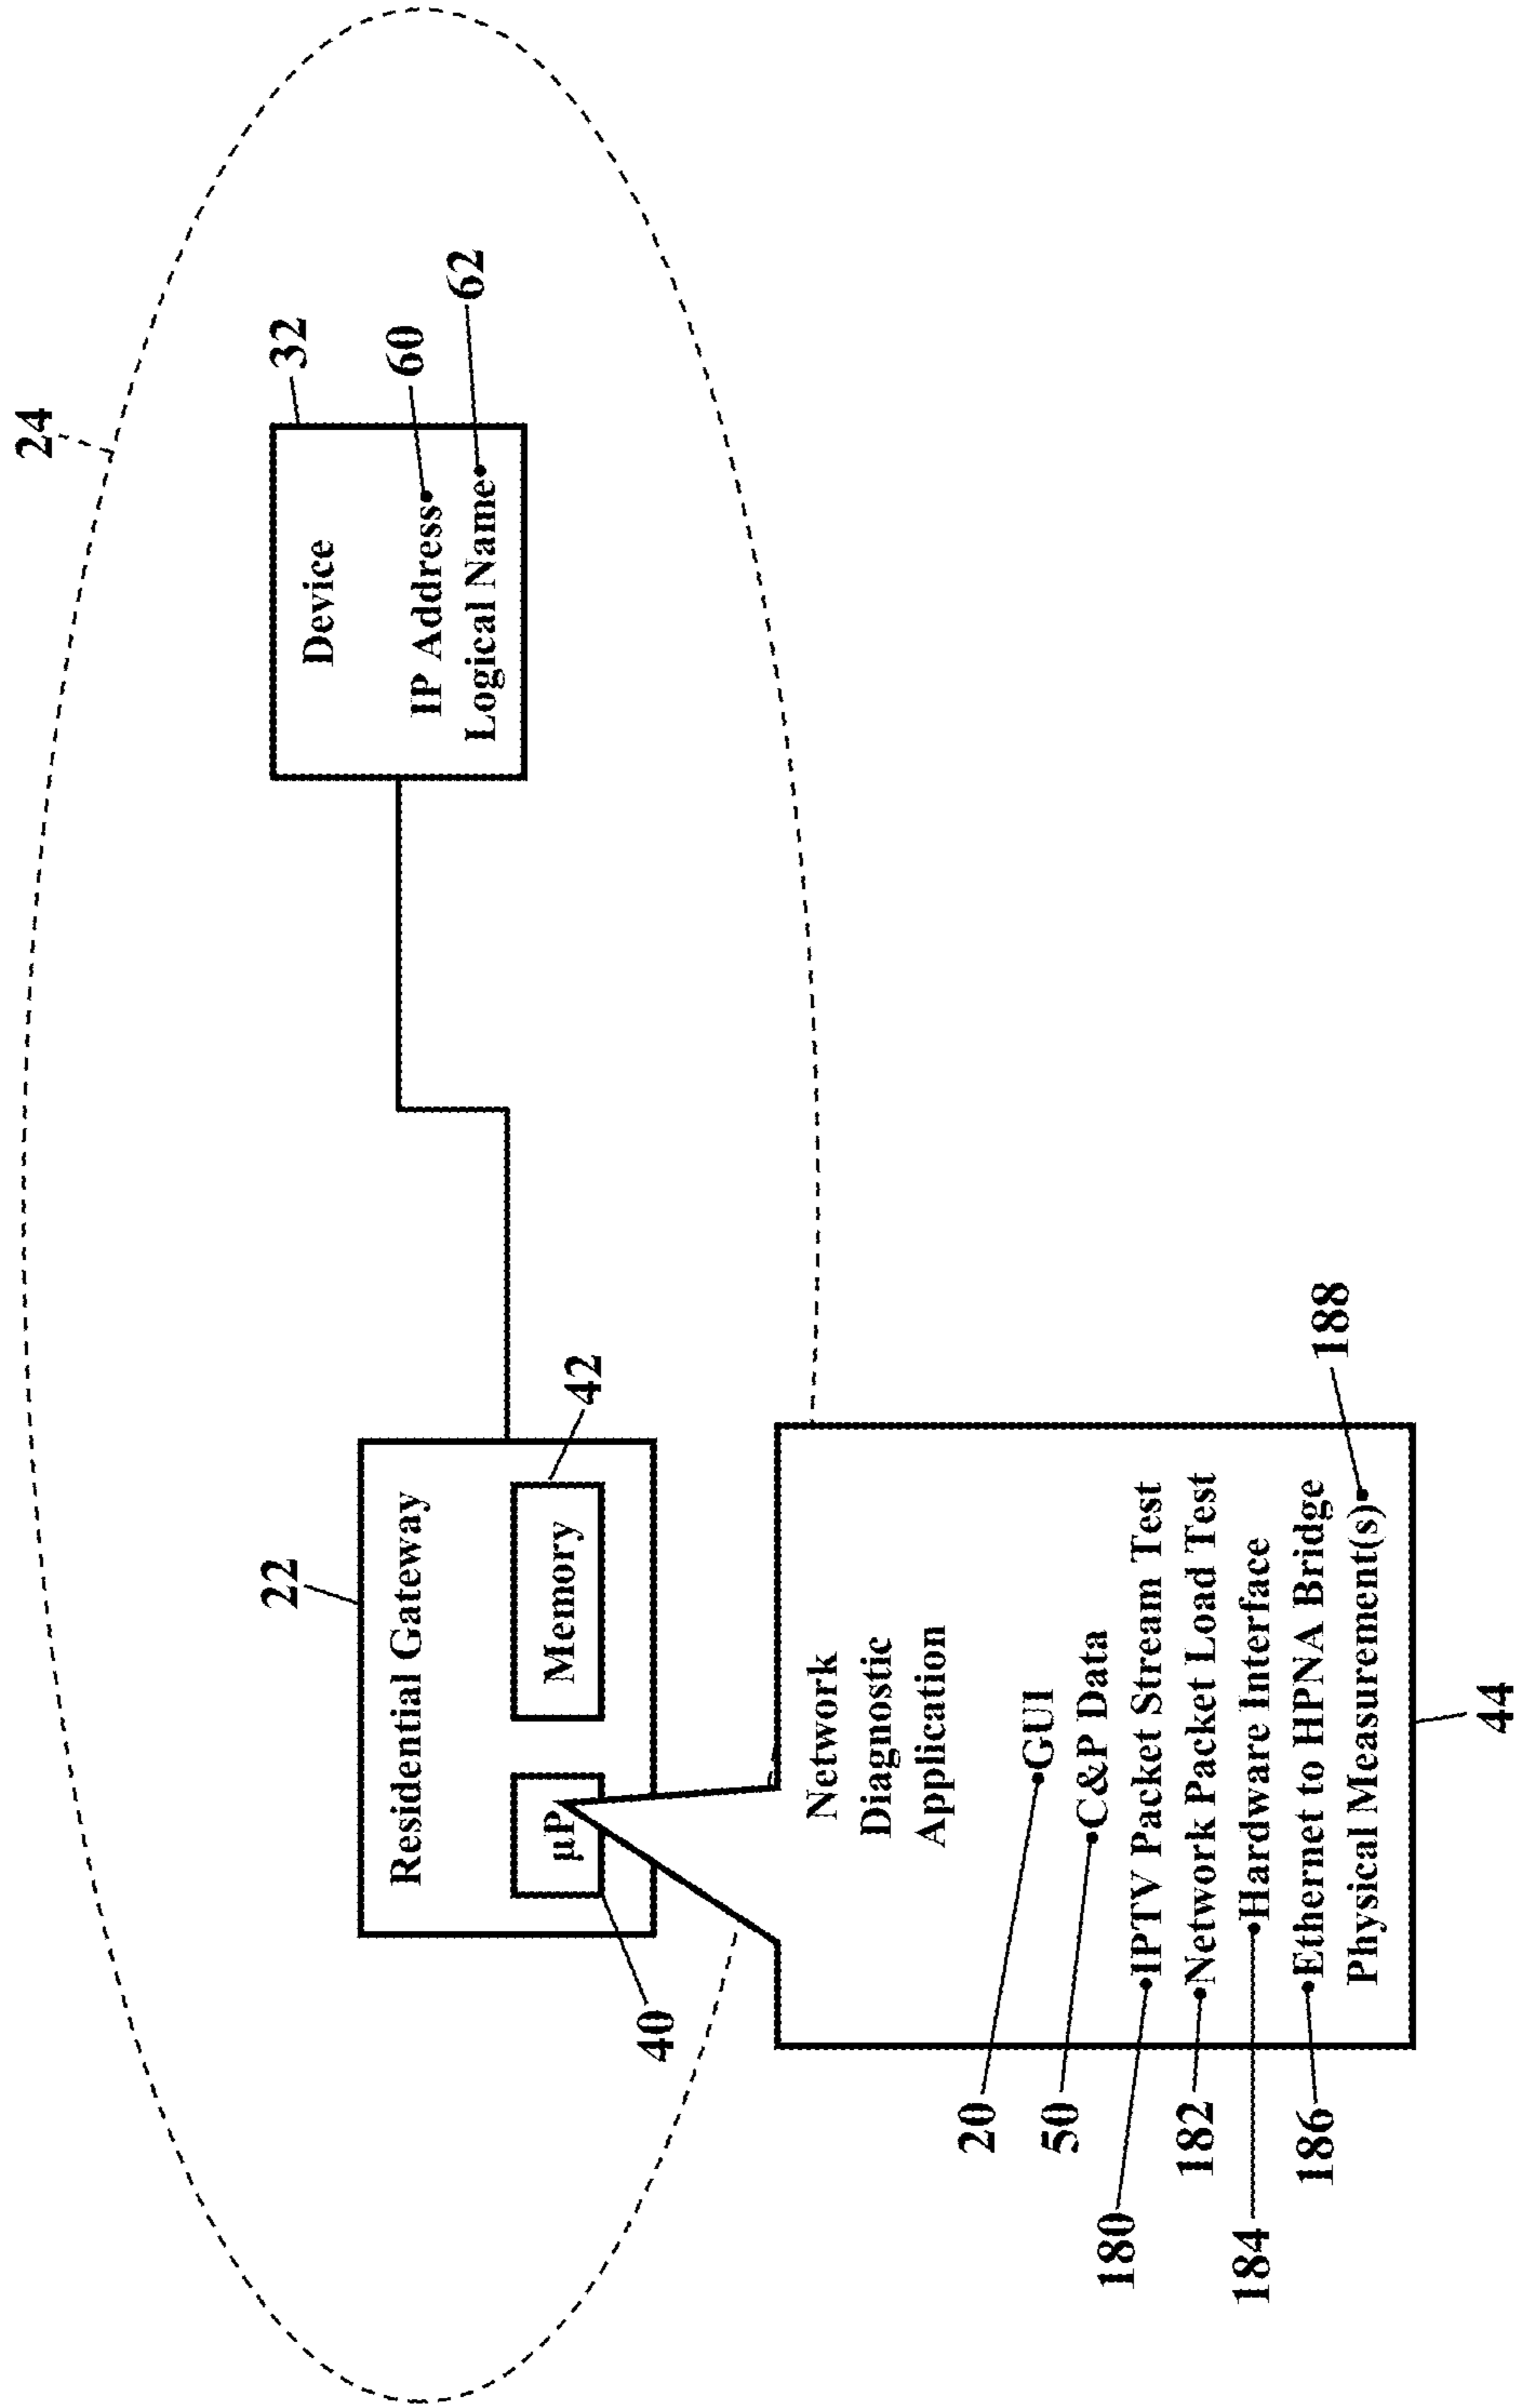 24
22
Residential Gateway
µP
Memory
40
42
32
Device
IP Address
60
Logical Name
62
Network
Diagnostic
Application
20
GUI
50
C&P Data
180
IPTV Packet Stream Test
182
Network Packet Load Test
184
Hardware Interface
186
Ethernet to HPNA Bridge
Physical Measurement(s)
188
44